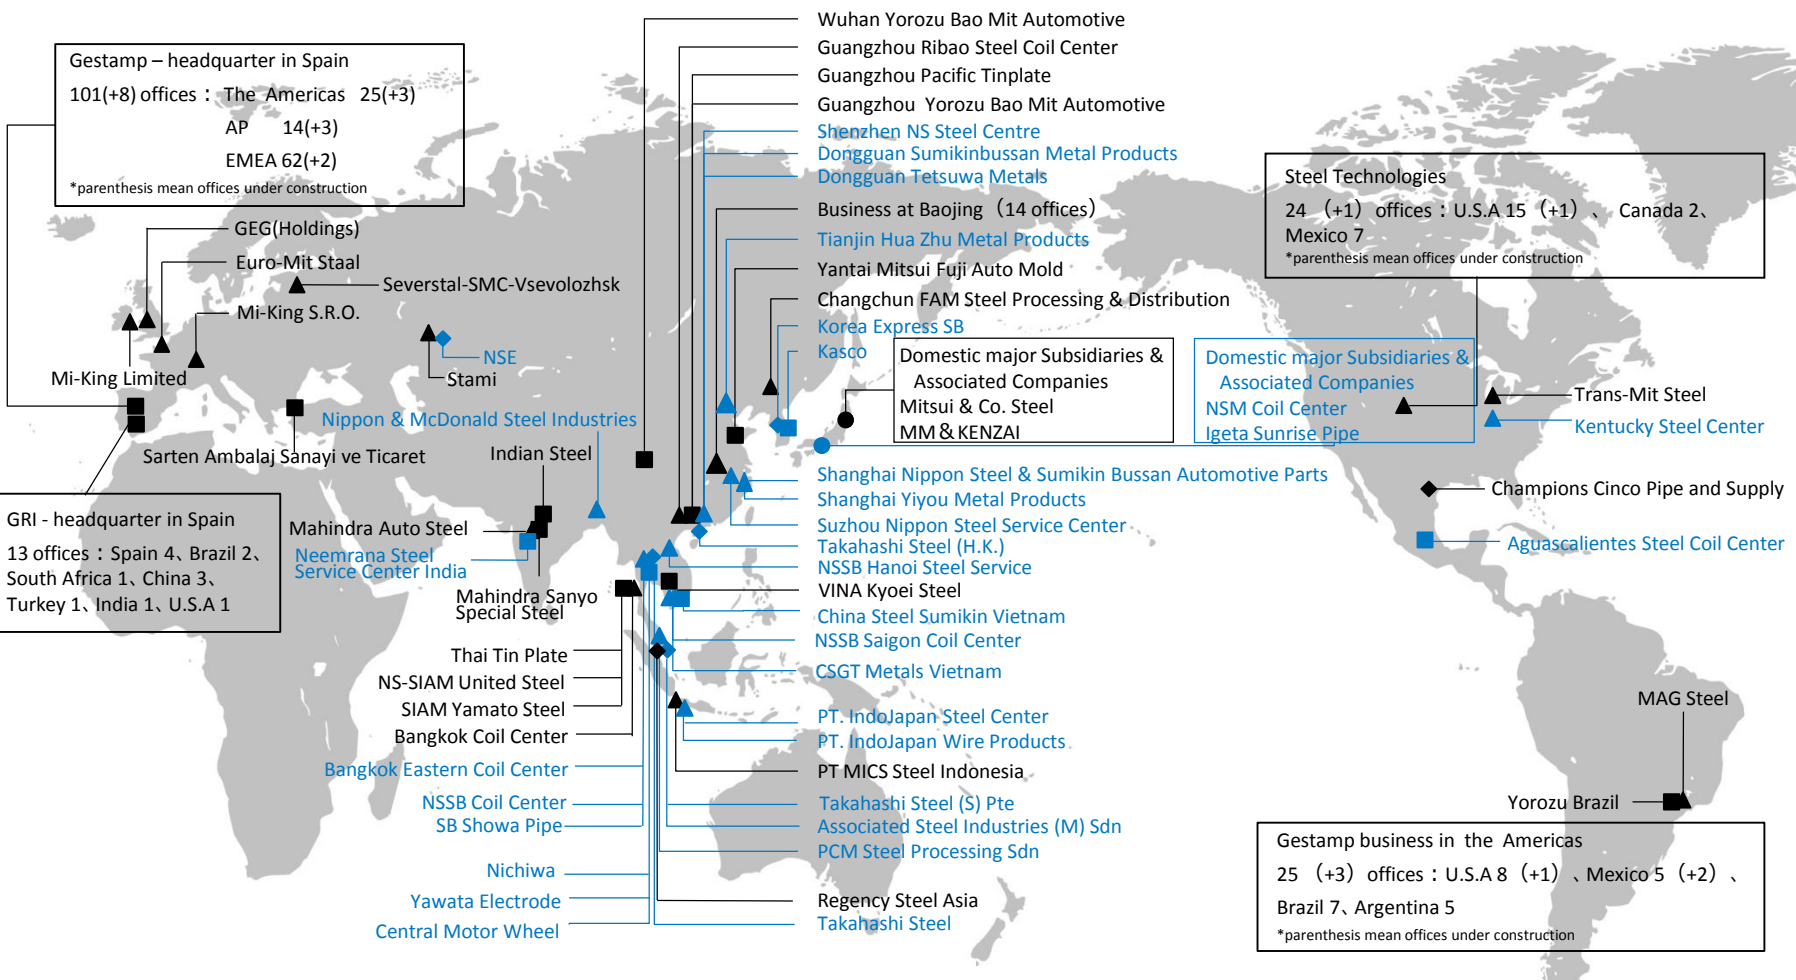 Gestamp – headquarter in Spain
101(+8) offices： The Americas 25(+3)
AP 14(+3)
EMEA 62(+2)
*parenthesis mean offices under construction
GEG(Holdings)
Euro-Mit Staal
Severstal-SMC-Vsevolozhsk
Mi-King S.R.O.
NSE
Stami
Mi-King Limited
Nippon & McDonald Steel Industries
Sarten Ambalaj Sanayi ve Ticaret
Indian Steel
GRI - headquarter in Spain
13 offices：Spain 4、Brazil 2、
South Africa 1、China 3、
Turkey 1、India 1、U.S.A 1
Mahindra Auto Steel
Neemrana Steel
Service Center India
Mahindra Sanyo
Special Steel
Thai Tin Plate
NS-SIAM United Steel
SIAM Yamato Steel
Bangkok Coil Center
Bangkok Eastern Coil Center
NSSB Coil Center
SB Showa Pipe
Nichiwa
Yawata Electrode
Central Motor Wheel
Wuhan Yorozu Bao Mit Automotive
Guangzhou Ribao Steel Coil Center
Guangzhou Pacific Tinplate
Guangzhou Yorozu Bao Mit Automotive
Shenzhen NS Steel Centre
Dongguan Sumikinbussan Metal Products
Dongguan Tetsuwa Metals
Business at Baojing（14 offices）
Tianjin Hua Zhu Metal Products
Yantai Mitsui Fuji Auto Mold
Changchun FAM Steel Processing & Distribution
Korea Express SB
Kasco
Domestic major Subsidiaries &
Associated Companies
Mitsui & Co. Steel
MM＆KENZAI
Domestic major Subsidiaries &
Associated Companies
NSM Coil Center
Igeta Sunrise Pipe
Shanghai Nippon Steel & Sumikin Bussan Automotive Parts
Shanghai Yiyou Metal Products
Suzhou Nippon Steel Service Center
Takahashi Steel (H.K.)
NSSB Hanoi Steel Service
VINA Kyoei Steel
China Steel Sumikin Vietnam
NSSB Saigon Coil Center
CSGT Metals Vietnam
PT. IndoJapan Steel Center
PT. IndoJapan Wire Products
PT MICS Steel Indonesia
Takahashi Steel (S) Pte
Associated Steel Industries (M) Sdn
PCM Steel Processing Sdn
Regency Steel Asia
Takahashi Steel
Steel Technologies
24 （+1）offices：U.S.A 15（+1）、 Canada 2、
Mexico 7
*parenthesis mean offices under construction
Trans-Mit Steel
Kentucky Steel Center
Champions Cinco Pipe and Supply
Aguascalientes Steel Coil Center
MAG Steel
Yorozu Brazil
Gestamp business in the Americas
25 （+3）offices：U.S.A 8（+1）、Mexico 5（+2）、
Brazil 7、Argentina 5
*parenthesis mean offices under construction